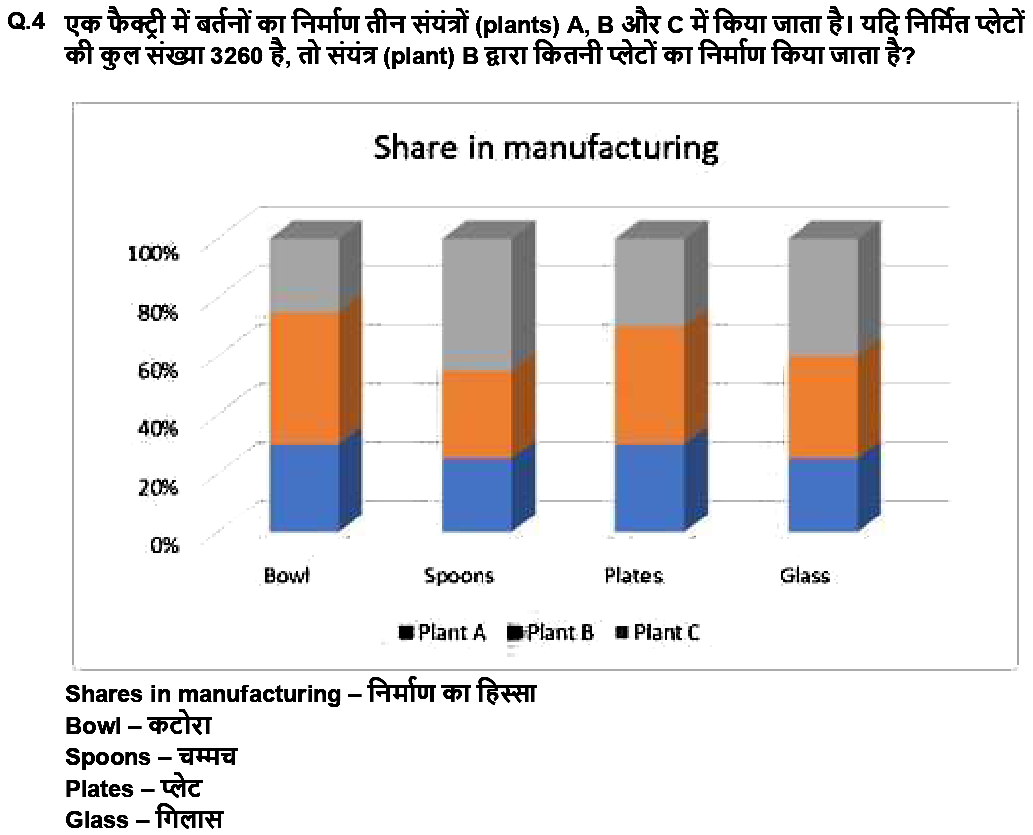 Q.4 एक फैक्ट्री में बर्तनों का निर्माण तीन संयंत्रों (plants) A, B और C में किया जाता है। यदि निर्मित प्लेटों
की कुल संख्या 3260 है, तो संयंत्र (plant) B द्वारा कितनी प्लेटों का निर्माण किया जाता है?
Share in manufacturing
100%
80%
60%
40%
20%
0%
Bowl Spoons Plates Glass
Plant A Plant B Plant C
Shares in manufacturing – निर्माण का हिस्सा
Bowl – कटोरा
Spoons – चम्मच
Plates – प्लेट
Glass – गिलास